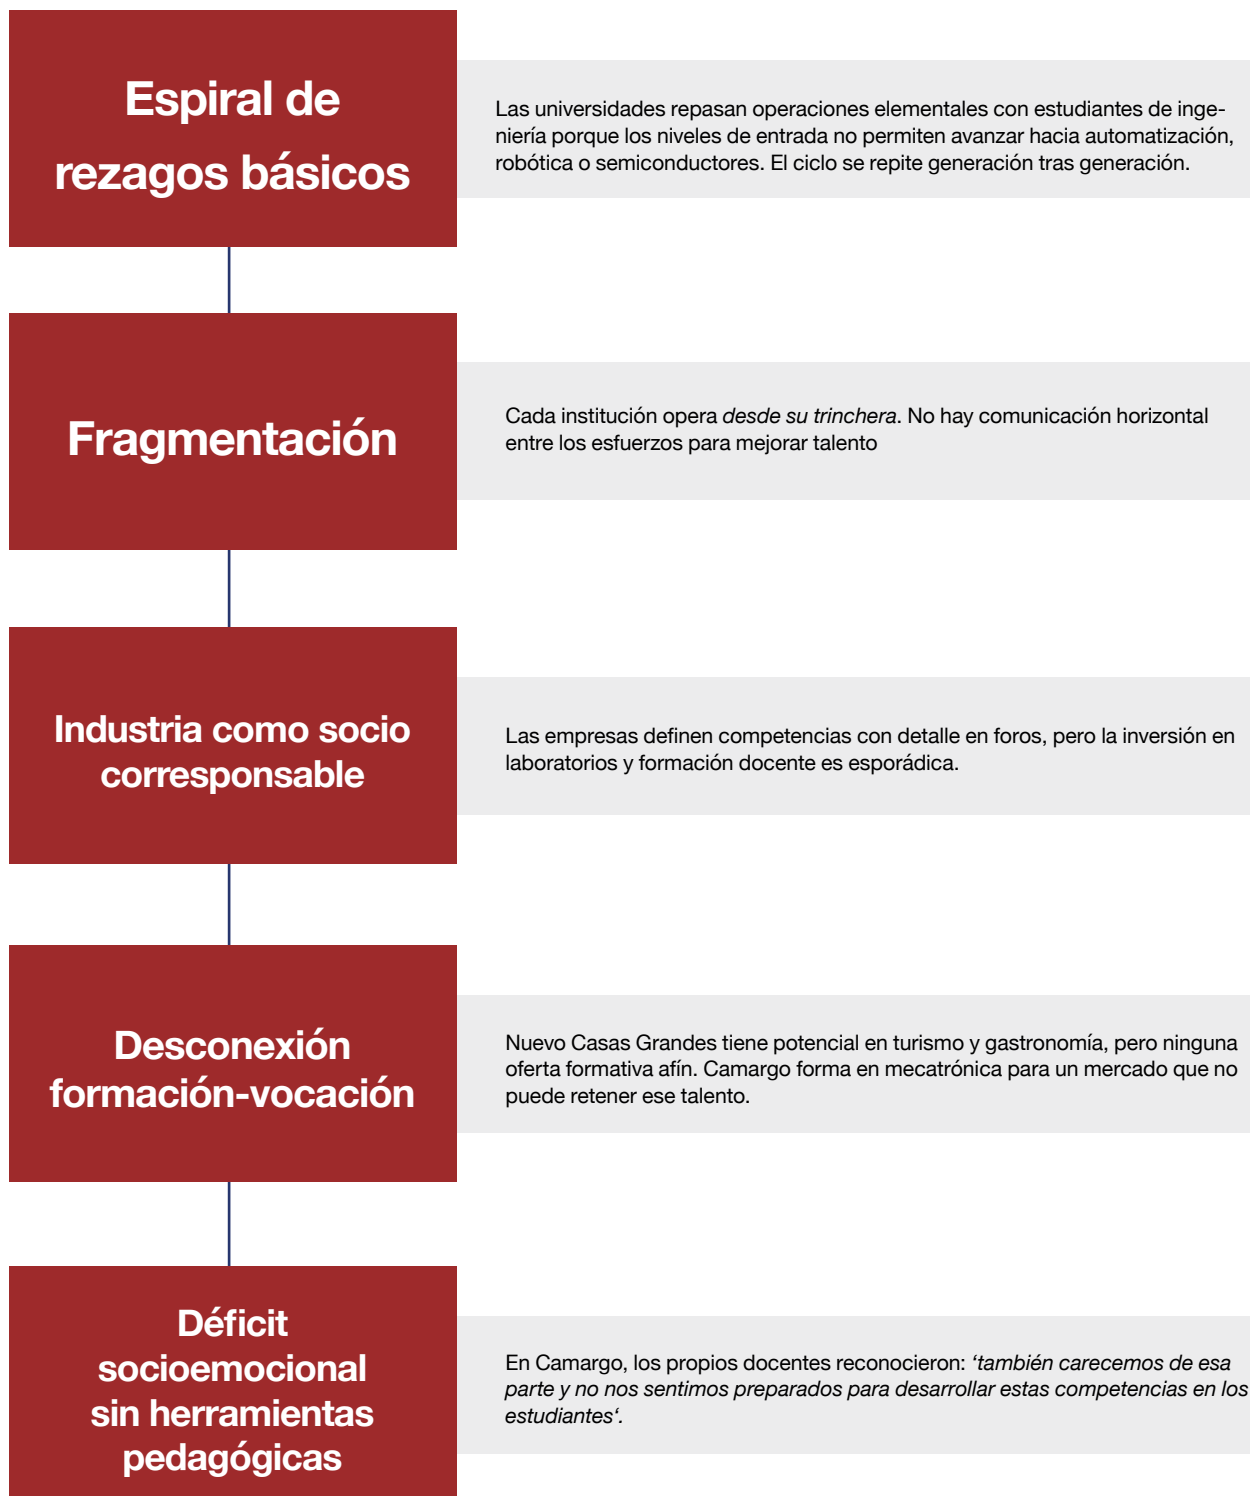 Espiral de
rezagos básicos
Las universidades repasan operaciones elementales con estudiantes de inge-
niería porque los niveles de entrada no permiten avanzar hacia automatización,
robótica o semiconductores. El ciclo se repite generación tras generación.
Fragmentación
Cada institución opera desde su trinchera. No hay comunicación horizontal
entre los esfuerzos para mejorar talento
Industria como socio
corresponsable
Las empresas definen competencias con detalle en foros, pero la inversión en
laboratorios y formación docente es esporádica.
Desconexión
formación-vocación
Nuevo Casas Grandes tiene potencial en turismo y gastronomía, pero ninguna
oferta formativa afín. Camargo forma en mecatrónica para un mercado que no
puede retener ese talento.
Déficit
socioemocional
sin herramientas
pedagógicas
En Camargo, los propios docentes reconocieron: ‘también carecemos de esa
parte y no nos sentimos preparados para desarrollar estas competencias en los
estudiantes‘.